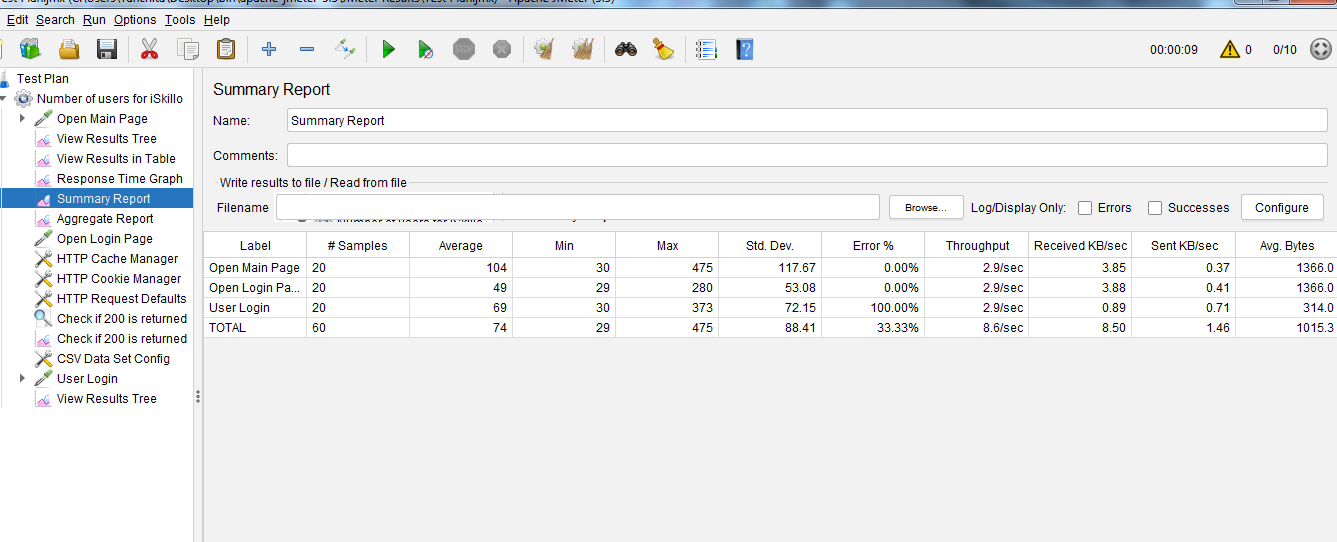 Edit Search Run Options Tools Help
00:00:09 0 0/10
Test Plan
Number of users for iSkillo
Open Main Page
View Results Tree
View Results in Table
Response Time Graph
Summary Report
Aggregate Report
Open Login Page
HTTP Cache Manager
HTTP Cookie Manager
HTTP Request Defaults
Check if 200 is returned
Check if 200 is returned
CSV Data Set Config
User Login
View Results Tree
Summary Report
Name: Summary Report
Comments:
Write results to file / Read from file
Filename Browse... Log/Display Only: Errors Successes Configure
Label # Samples Average Min Max Std. Dev. Error % Throughput Received KB/sec Sent KB/sec Avg. Bytes
Open Main Page 20 104 30 475 117.67 0.00% 2.9/sec 3.85 0.37 1366.0
Open Login Pa... 20 49 29 280 53.08 0.00% 2.9/sec 3.88 0.41 1366.0
User Login 20 69 30 373 72.15 100.00% 2.9/sec 0.89 0.71 314.0
TOTAL 60 74 29 475 88.41 33.33% 8.6/sec 8.50 1.46 1015.3